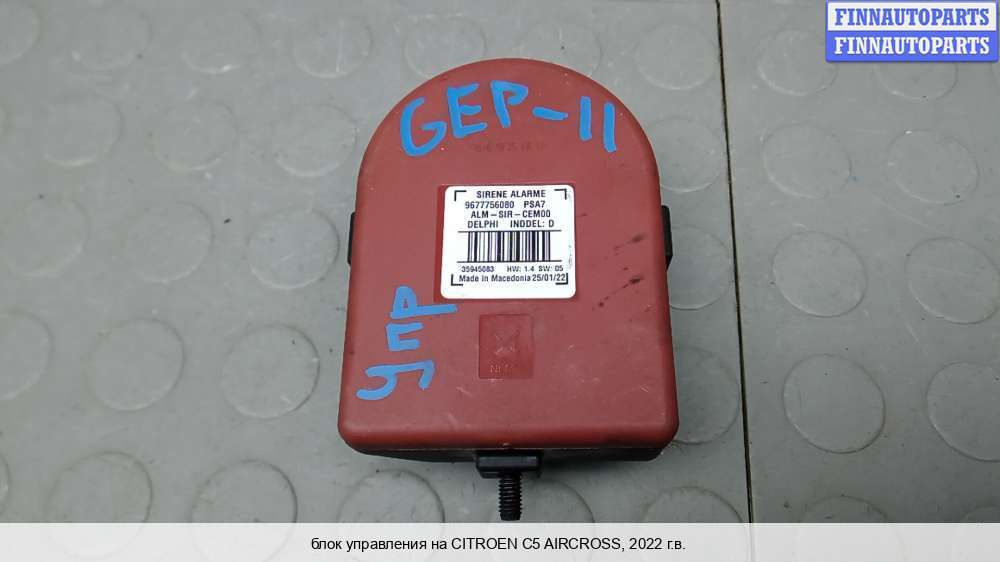 FINNAUTOPARTS
FINNAUTOPARTS
GEP-11
SIRENE ALARME
9677756080 PSA7
ALM-SIR-CEM00
DELPHI INDDEL: D
35945083 HW: 1.4 SW: 05
Made in Macedonia 25/01/22
упр
блок управления на CITROEN C5 AIRCROSS, 2022 г.в.